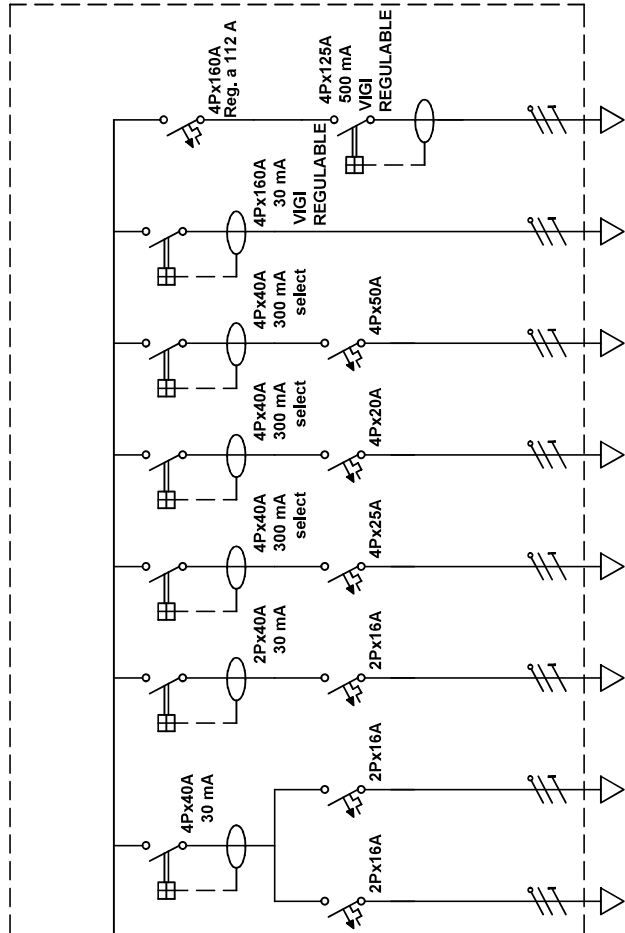 4Px160A
Reg. a 112 A
4Px125A
500 mA
VIGI
REGULABLE
4Px160A
30 mA
VIGI
REGULABLE
4Px40A
300 mA
select
4Px50A
4Px40A
300 mA
select
4Px20A
4Px40A
300 mA
select
4Px25A
2Px40A
30 mA
2Px16A
4Px40A
30 mA
2Px16A
2Px16A